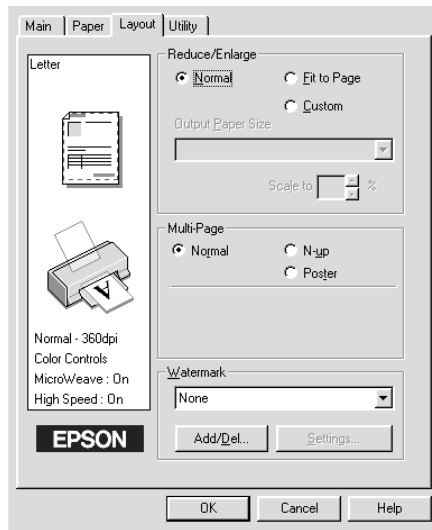 Main Paper Layout Utility
Letter
Normal - 360dpi
Color Controls
MicroWeave : On
High Speed : On
EPSON
Reduce/Enlarge
Normal Fit to Page
Custom
Output Paper Size
Scale to %
Multi-Page
Normal N-up
Poster
Watermark
None
Add/Del... Settings...
OK Cancel Help